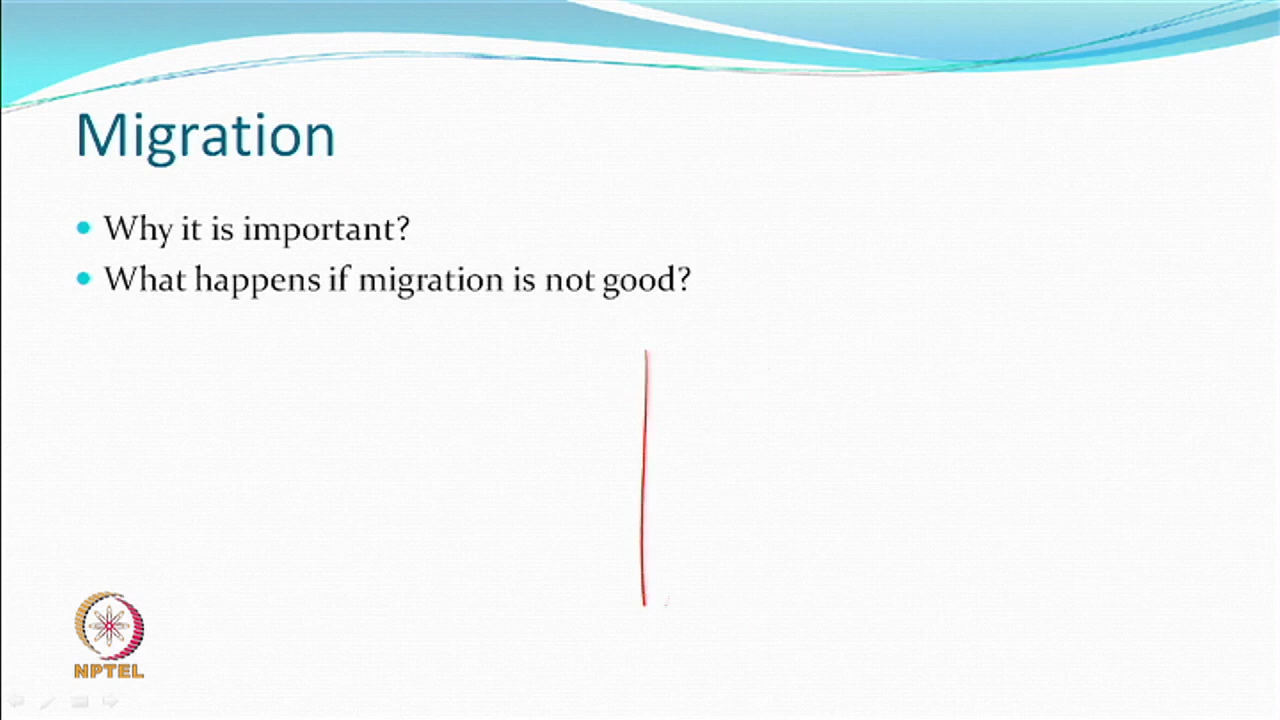 Migration
Why it is important?
What happens if migration is not good?
NPTEL